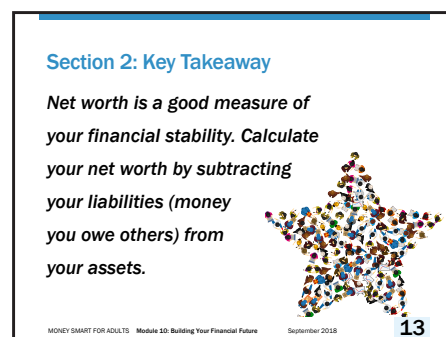 Section 2: Key Takeaway
Net worth is a good measure of
your financial stability. Calculate
your net worth by subtracting
your liabilities (money
you owe others) from
your assets.
MONEY SMART FOR ADULTS Module 10: Building Your Financial Future September 2018 13